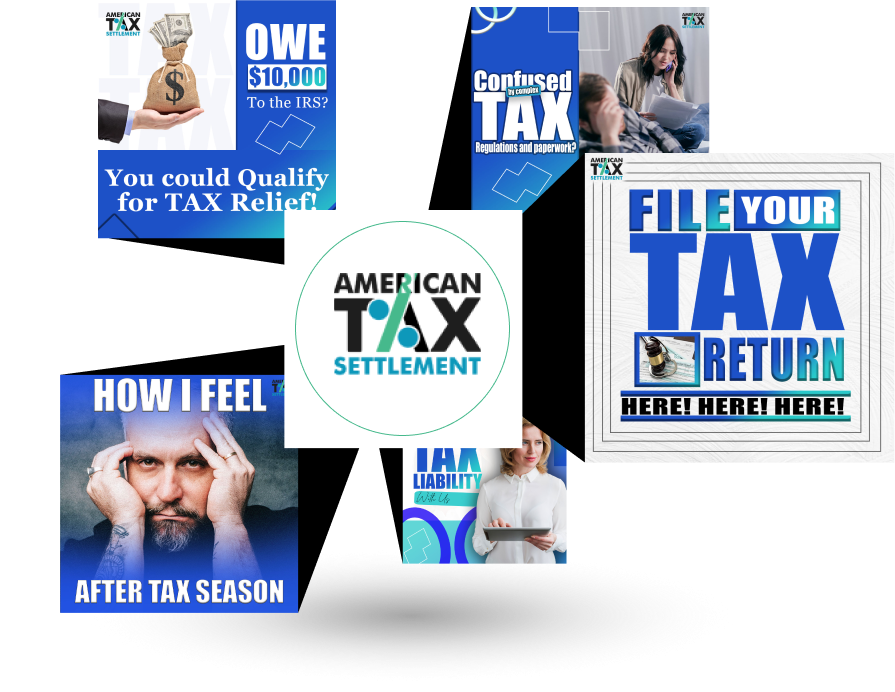 AMERICAN
TAX
SETTLEMENT
OWE
$10,000
To the IRS?
You could Qualify
for TAX Relief!
AMERICAN
TAX
SETTLEMENT
Confused
by complex
TAX
Regulations and paperwork?
AMERICAN
TAX
SETTLEMENT
FILE YOUR
TAX
RETURN
HERE! HERE! HERE!
AMERICAN
TAX
SETTLEMENT
HOW I FEEL
AFTER TAX SEASON
TAX
LIABILITY
With Us